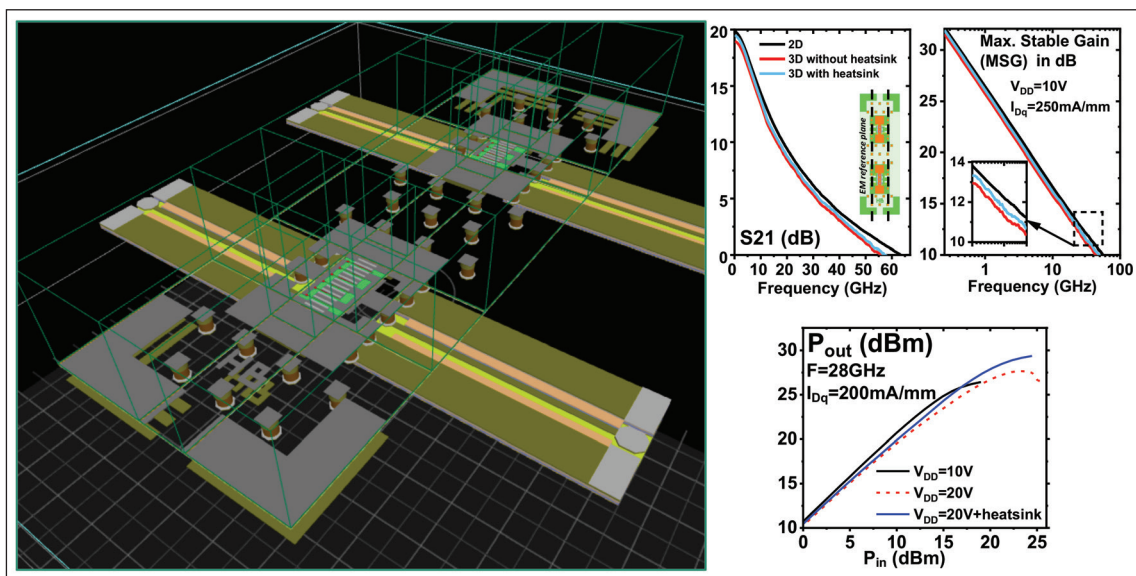 20
15
10
5
0
2D
3D without heatsink
3D with heatsink
EM reference plane
S21 (dB)
0 10 20 30 40 50 60
Frequency (GHz)
30
25
20
15
10
Max. Stable Gain
(MSG) in dB
V_DD=10V
I_Dq=250mA/mm
14
12
10
1 10 100
Frequency (GHz)
30
25
20
15
10
P_out (dBm)
F=28GHz
I_Dq=200mA/mm
V_DD=10V
V_DD=20V
V_DD=20V+heatsink
0 5 10 15 20 25
P_in (dBm)